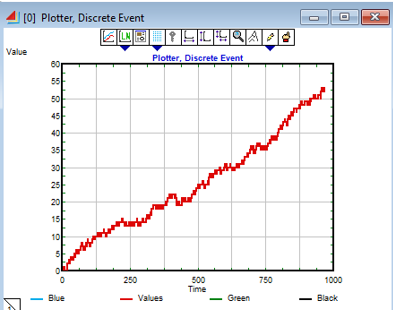 [0] Plotter, Discrete Event
LN
Plotter, Discrete Event
Value
60
55
50
45
40
35
30
25
20
15
10
5
0
0 250 500 750 1000
Time
Blue Values Green Black